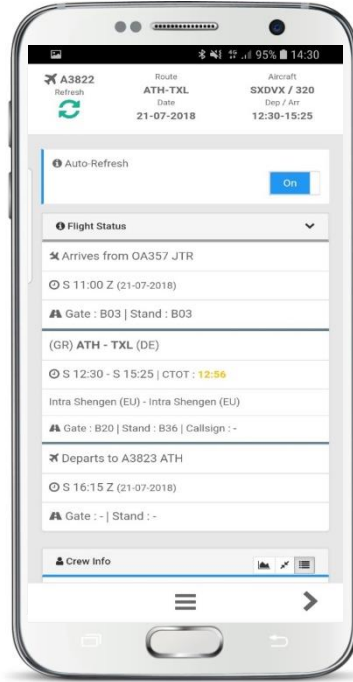 95% 14:30
A3822
Refresh
Route
ATH-TXL
Date
21-07-2018
Aircraft
SXDVX / 320
Dep / Arr
12:30-15:25
Auto-Refresh
On
Flight Status
Arrives from OA357 JTR
S 11:00 Z (21-07-2018)
Gate : B03 | Stand : B03
(GR) ATH - TXL (DE)
S 12:30 - S 15:25 | CTOT : 12:56
Intra Shengen (EU) - Intra Shengen (EU)
Gate : B20 | Stand : B36 | Callsign : -
Departs to A3823 ATH
S 16:15 Z (21-07-2018)
Gate : - | Stand : -
Crew Info